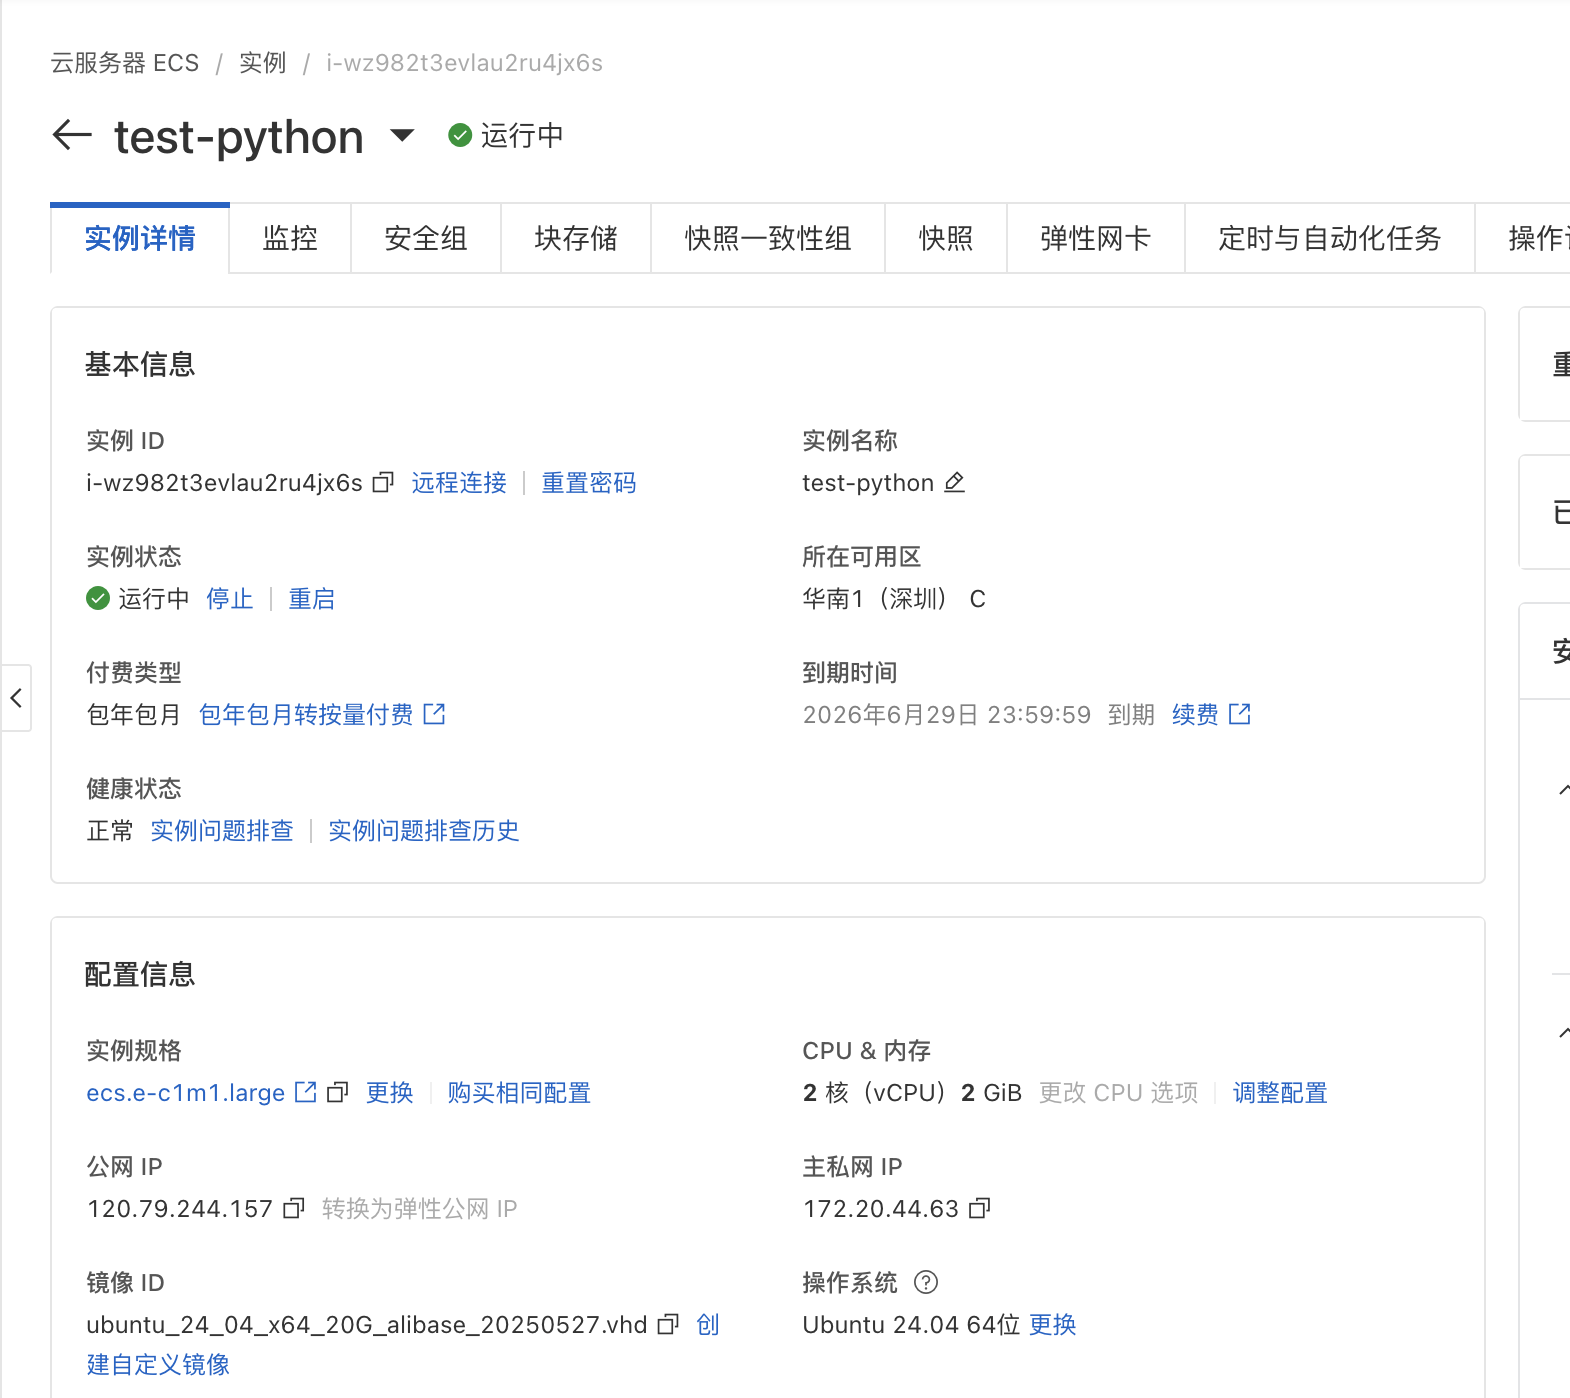 云服务器 ECS / 实例 / i-wz982t3evlau2ru4jx6s
test-python 运行中
实例详情 监控 安全组 块存储 快照一致性组 快照 弹性网卡 定时与自动化任务 操作
基本信息
实例 ID
i-wz982t3evlau2ru4jx6s 远程连接 | 重置密码
实例名称
test-python
实例状态
运行中 停止 | 重启
所在可用区
华南1（深圳） C
付费类型
包年包月 包年包月转按量付费
到期时间
2026年6月29日 23:59:59 到期 续费
健康状态
正常 实例问题排查 | 实例问题排查历史
配置信息
实例规格
ecs.e-c1m1.large 更换 | 购买相同配置
CPU & 内存
2 核（vCPU） 2 GiB 更改 CPU 选项 | 调整配置
公网 IP
120.79.244.157 转换为弹性公网 IP
主私网 IP
172.20.44.63
镜像 ID
ubuntu_24_04_x64_20G_alibase_20250527.vhd 创
建自定义镜像
操作系统
Ubuntu 24.04 64位 更换